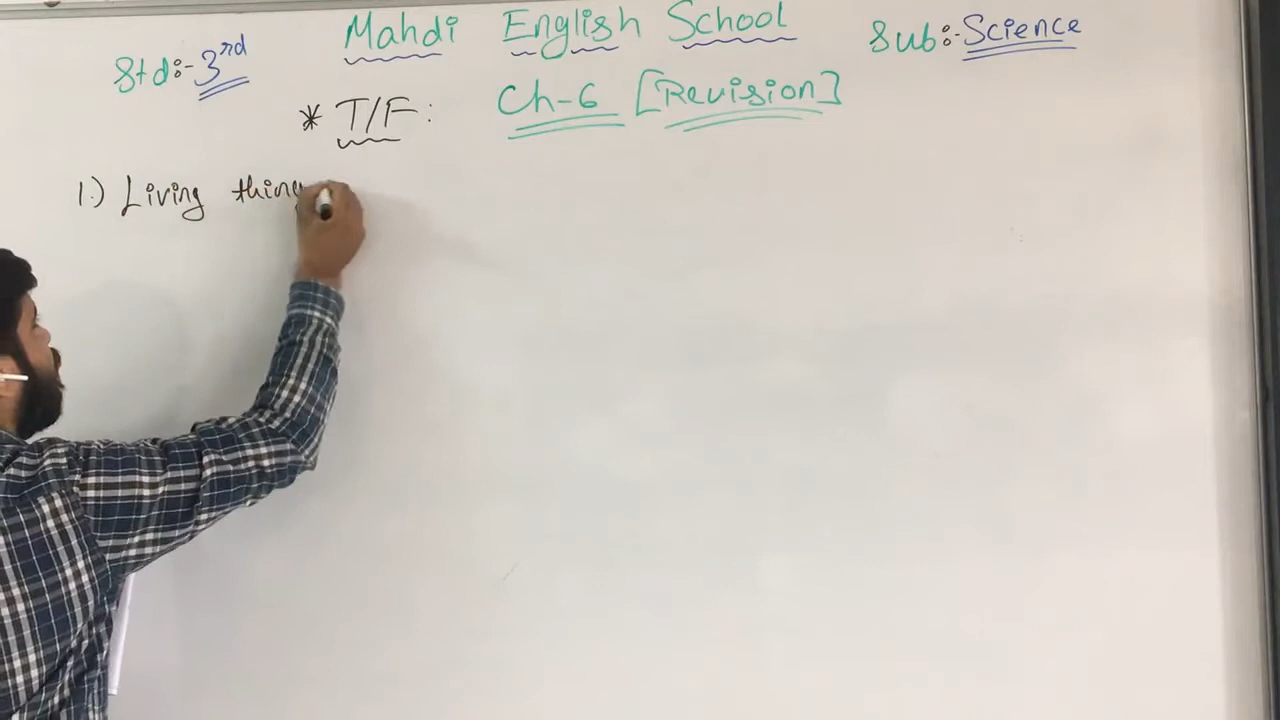 Mahdi English School
Std:- 3rd
Sub:- Science
Ch-6 [Revision]
* T/F:
1.) Living thing